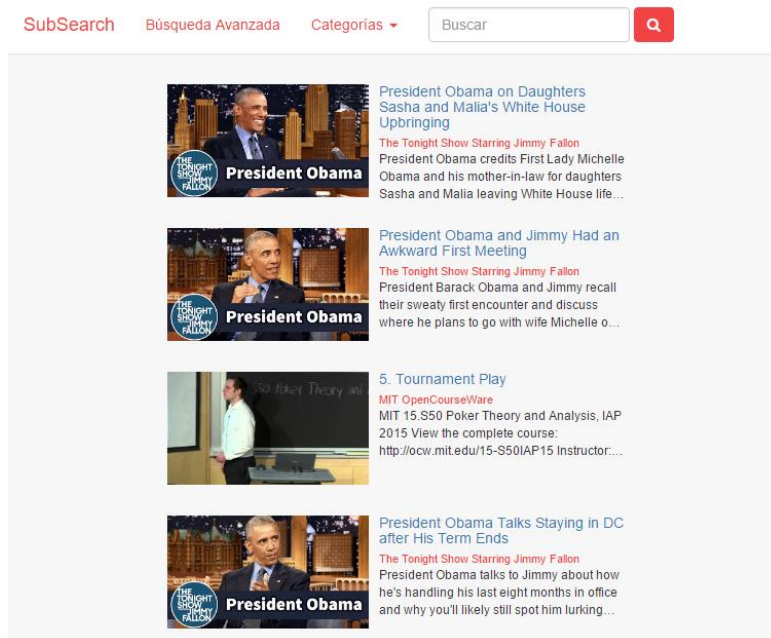 SubSearch Búsqueda Avanzada Categorías Buscar
President Obama on Daughters
Sasha and Malia's White House
Upbringing
The Tonight Show Starring Jimmy Fallon
President Obama credits First Lady Michelle
Obama and his mother-in-law for daughters
Sasha and Malia leaving White House life…
THE
TONIGHT
SHOW
JIMMY
FALLON
President Obama
President Obama and Jimmy Had an
Awkward First Meeting
The Tonight Show Starring Jimmy Fallon
President Barack Obama and Jimmy recall
their sweaty first encounter and discuss
where he plans to go with wife Michelle o…
THE
TONIGHT
SHOW
JIMMY
FALLON
President Obama
5. Tournament Play
MIT OpenCourseWare
MIT 15.S50 Poker Theory and Analysis, IAP
2015 View the complete course:
http://ocw.mit.edu/15-S50IAP15 Instructor:…
S50 Poker Theory and
President Obama Talks Staying in DC
after His Term Ends
The Tonight Show Starring Jimmy Fallon
President Obama talks to Jimmy about how
he's handling his last eight months in office
and why you'll likely still spot him lurking…
THE
TONIGHT
SHOW
JIMMY
FALLON
President Obama